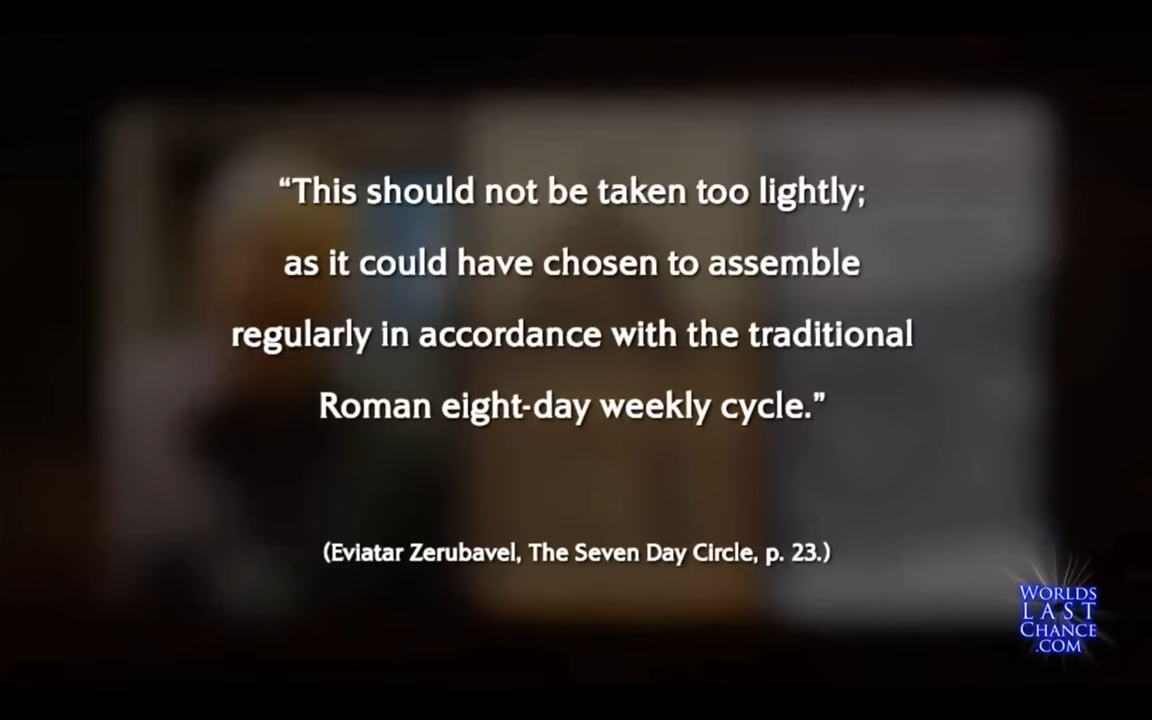 “This should not be taken too lightly;
as it could have chosen to assemble
regularly in accordance with the traditional
Roman eight-day weekly cycle.”
(Eviatar Zerubavel, The Seven Day Circle, p. 23.)
WORLDS
LAST
CHANCE
.COM